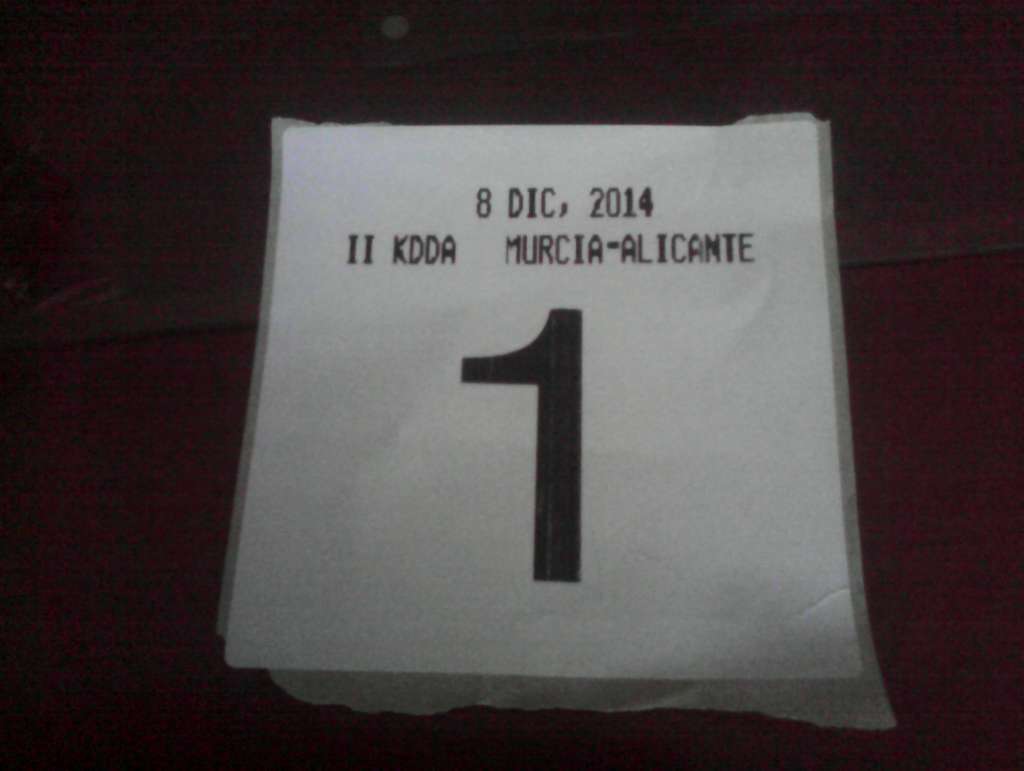 8 DIC, 2014
II KDDA MURCIA-ALICANTE
1